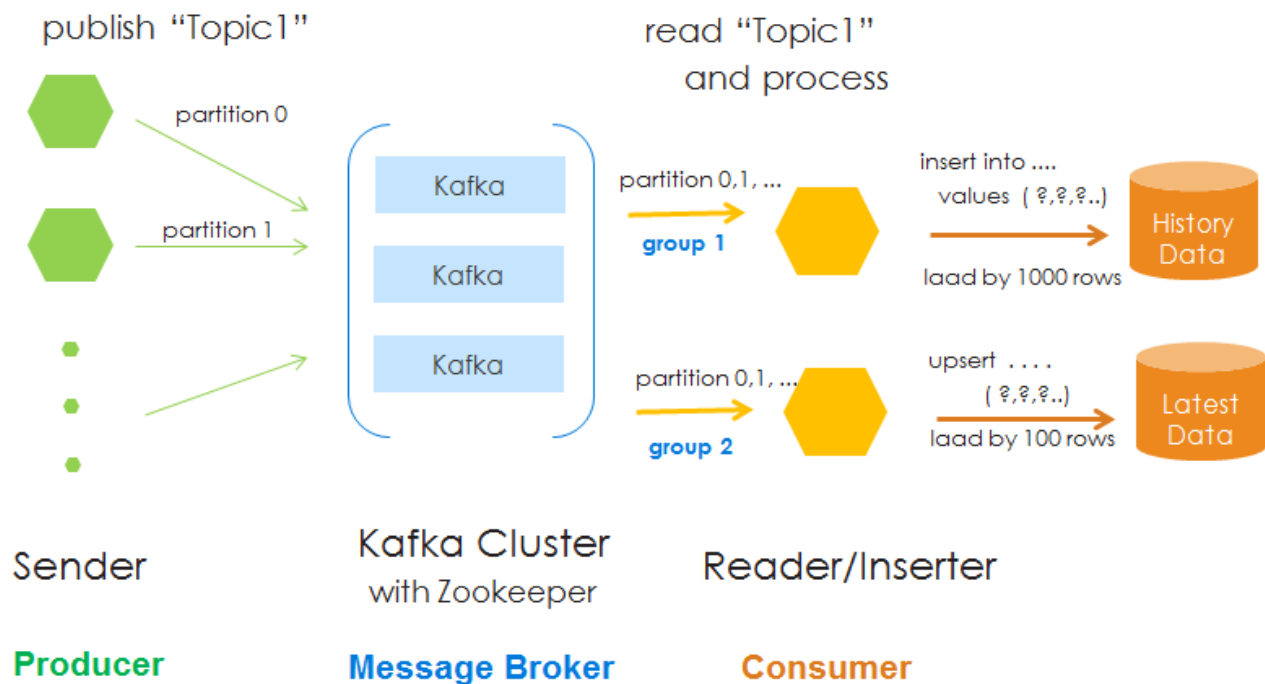 publish “Topic1”
read “Topic1”
and process
partition 0
partition 1
Kafka
Kafka
Kafka
partition 0,1, ...
group 1
partition 0,1, ...
group 2
insert into ....
values ( ?,?,?..)
laad by 1000 rows
History
Data
upsert . . . .
( ?,?,?..)
laad by 100 rows
Latest
Data
Sender
Kafka Cluster
with Zookeeper
Reader/Inserter
Producer
Message Broker
Consumer